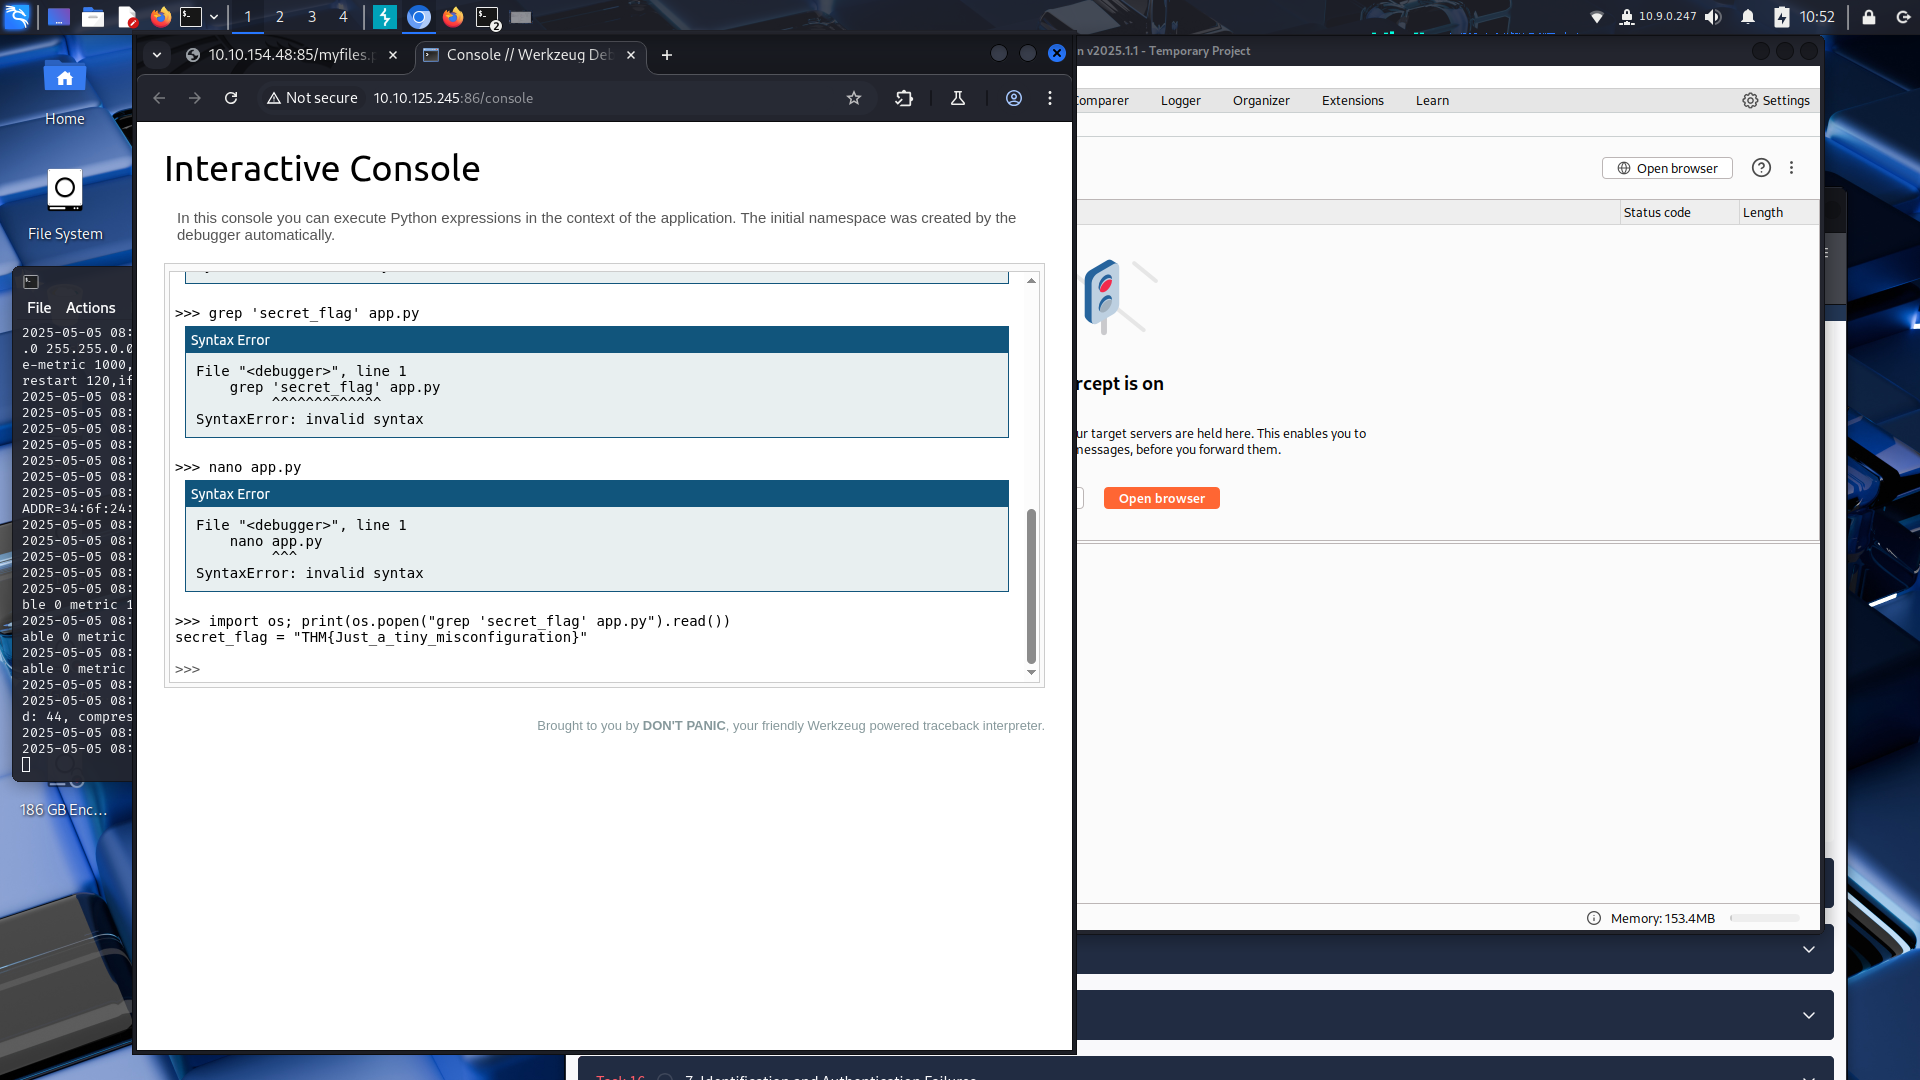 1
2
3
4
2
10.9.0.247
10:52
Home
File System
186 GB Enc...
File
Actions
2025-05-05 08:
.0 255.255.0.0
e-metric 1000,
restart 120,if
2025-05-05 08:
2025-05-05 08:
2025-05-05 08:
2025-05-05 08:
2025-05-05 08:
2025-05-05 08:
2025-05-05 08:
ADDR=34:6f:24:
2025-05-05 08:
2025-05-05 08:
2025-05-05 08:
2025-05-05 08:
2025-05-05 08:
ble 0 metric 1
2025-05-05 08:
able 0 metric
2025-05-05 08:
able 0 metric
2025-05-05 08:
2025-05-05 08:
d: 44, compres
2025-05-05 08:
2025-05-05 08:
10.10.154.48:85/myfiles.
Console // Werkzeug Deb
Not secure
10.10.125.245:86/console
Interactive Console
In this console you can execute Python expressions in the context of the application. The initial namespace was created by the
debugger automatically.
>>> grep 'secret_flag' app.py
Syntax Error
File "<debugger>", line 1
grep 'secret_flag' app.py
^^^^^^^^^^^^^
SyntaxError: invalid syntax
>>> nano app.py
Syntax Error
File "<debugger>", line 1
nano app.py
^^^
SyntaxError: invalid syntax
>>> import os; print(os.popen("grep 'secret_flag' app.py").read())
secret_flag = "THM{Just_a_tiny_misconfiguration}"
>>>
Brought to you by DON'T PANIC, your friendly Werkzeug powered traceback interpreter.
n v2025.1.1 - Temporary Project
Comparer
Logger
Organizer
Extensions
Learn
Settings
Open browser
Status code
Length
rcept is on
ur target servers are held here. This enables you to
messages, before you forward them.
Open browser
Memory: 153.4MB
Task 16
7. Identification and Authentication Failures